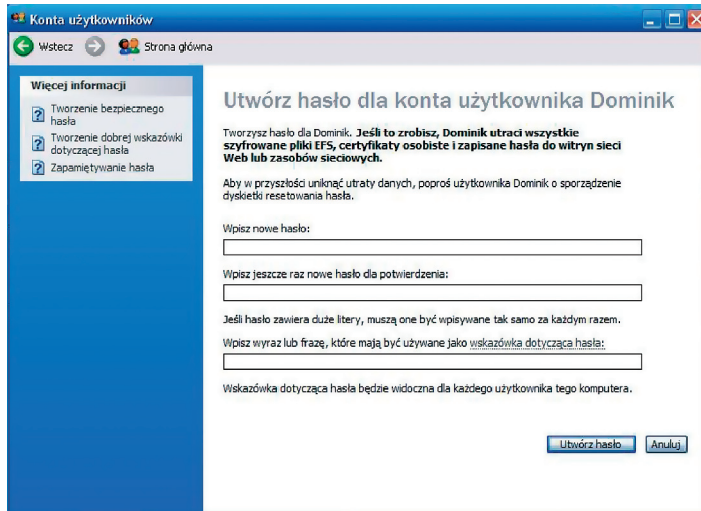 Konta użytkowników
Wstecz
Strona główna
Więcej informacji
Tworzenie bezpiecznego
hasła
Tworzenie dobrej wskazówki
dotyczącej hasła
Zapamiętywanie hasła
Utwórz hasło dla konta użytkownika Dominik
Tworzysz hasło dla Dominik. Jeśli to zrobisz, Dominik utraci wszystkie
szyfrowane pliki EFS, certyfikaty osobiste i zapisane hasła do witryn sieci
Web lub zasobów sieciowych.
Aby w przyszłości uniknąć utraty danych, poproś użytkownika Dominik o sporządzenie
dyskietki resetowania hasła.
Wpisz nowe hasło:
Wpisz jeszcze raz nowe hasło dla potwierdzenia:
Jeśli hasło zawiera duże litery, muszą one być wpisywane tak samo za każdym razem.
Wpisz wyraz lub frazę, które mają być używane jako wskazówka dotycząca hasła:
Wskazówka dotycząca hasła będzie widoczna dla każdego użytkownika tego komputera.
Utwórz hasło
Anuluj